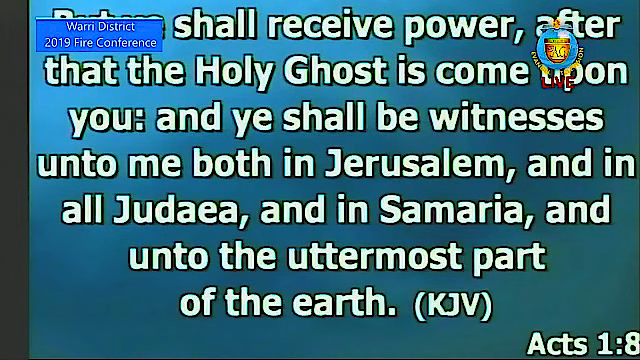 Warri District
2019 Fire Conference
shall receive power, after
that the Holy Ghost is come upon
you: and ye shall be witnesses
unto me both in Jerusalem, and in
all Judaea, and in Samaria, and
unto the uttermost part
of the earth. (KJV)
Acts 1:8
LIVE